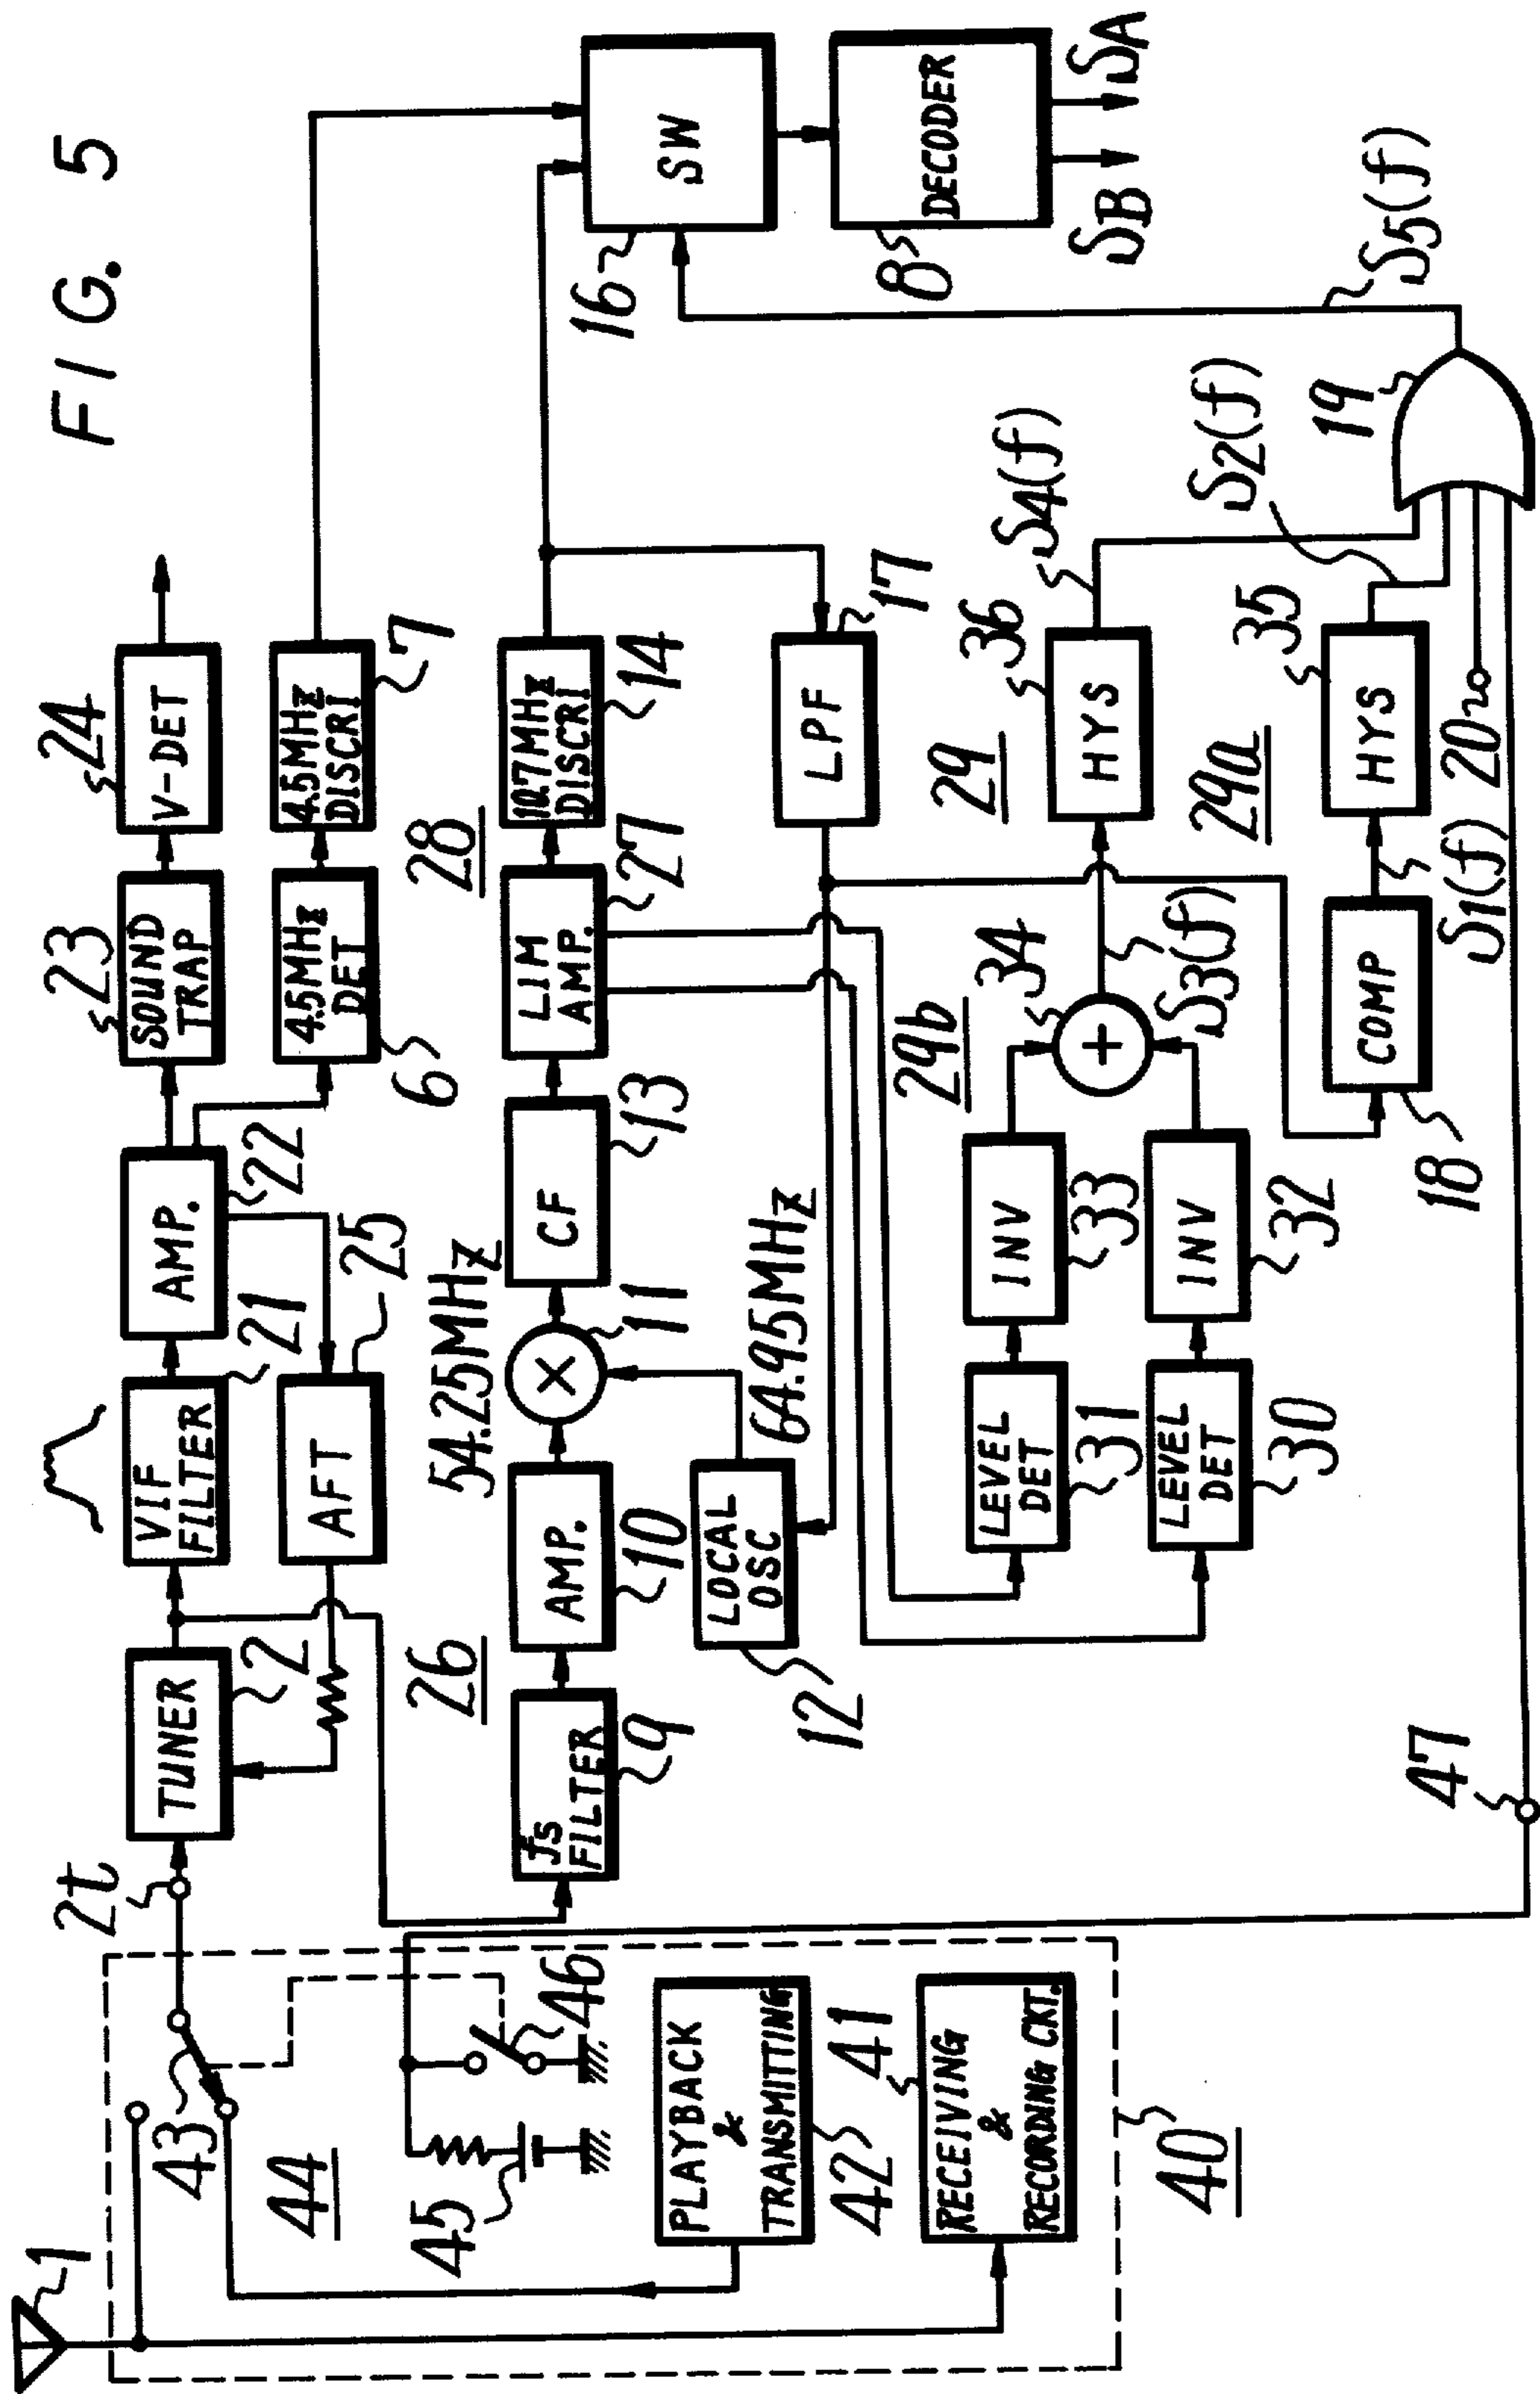 FIG. 5
1
2t
TUNER
2
VIF
FILTER
21
AMP.
22
SOUND
TRAP
23
V-DET
24
AFT
25
4.5MHz
DET
6
4.5MHz
DISCRI
7
43
44
45
46
PLAYBACK
&
TRANSMITTING
42
RECEIVING
&
RECORDING CKT.
41
40
26
fs
FILTER
9
AMP.
10
54.25MHz
11
LOCAL
OSC
12
64.95MHz
CF
13
28
LIM
AMP.
27
10.7MHz
DISCRI
14
LPF
17
SW
16
DECODER
8
SB
SA
LEVEL
DET
31
LEVEL
DET
30
INV
33
INV
32
29b
+
34
S3(f)
29
HYS
36
S4(f)
COMP
18
S1(f)
29a
HYS
35
S2(f)
20
19
S5(f)
47